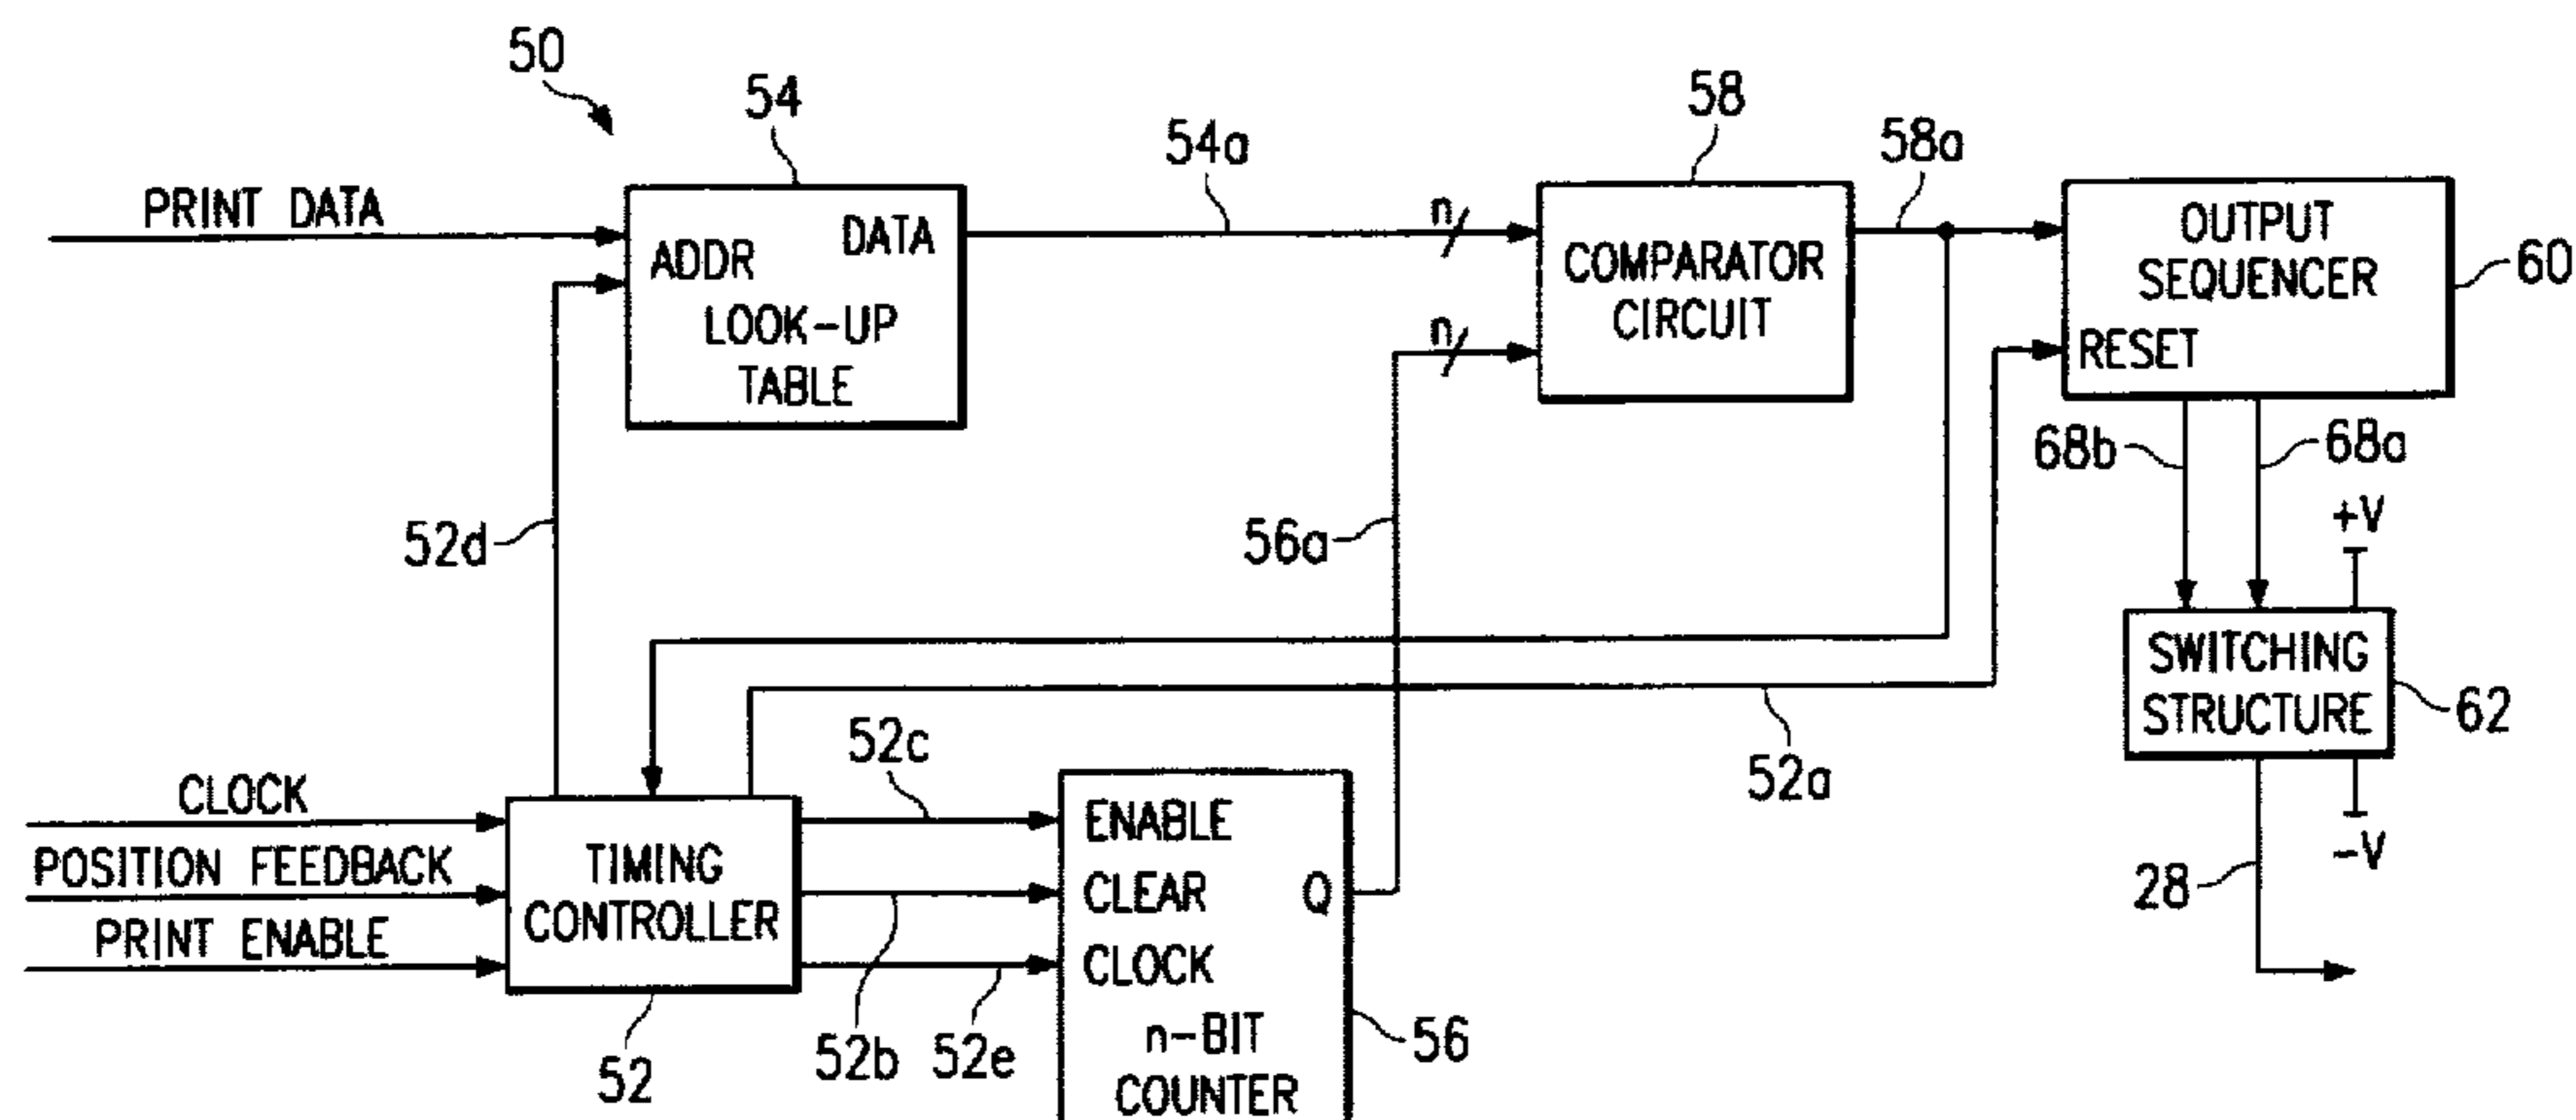 50
54
54a
58
58a
PRINT DATA
ADDR
DATA
LOOK-UP
TABLE
n
n
COMPARATOR
CIRCUIT
OUTPUT
SEQUENCER
RESET
60
52d
56a
68b
68a
+V
SWITCHING
STRUCTURE
62
-V
28
52c
52a
CLOCK
POSITION FEEDBACK
PRINT ENABLE
TIMING
CONTROLLER
52
ENABLE
CLEAR
Q
CLOCK
n-BIT
COUNTER
52b
52e
56